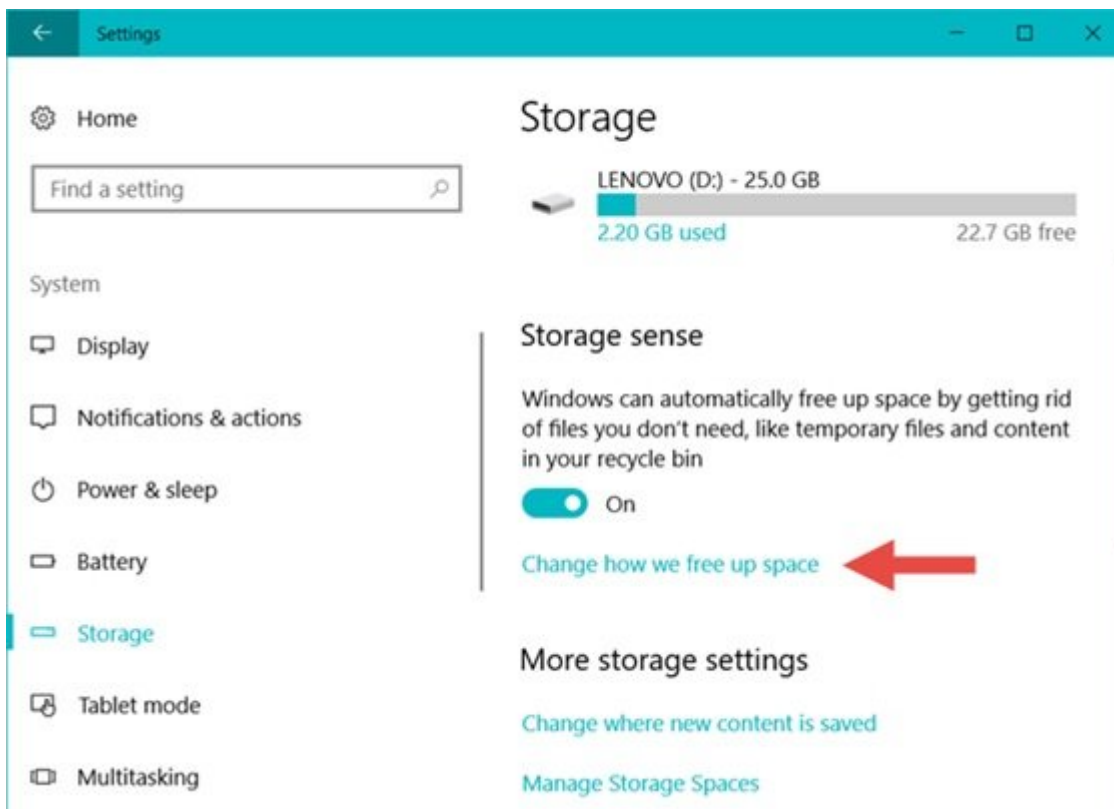 Settings
Home
Find a setting
System
Display
Notifications & actions
Power & sleep
Battery
Storage
Tablet mode
Multitasking
Storage
LENOVO (D:) - 25.0 GB
2.20 GB used
22.7 GB free
Storage sense
Windows can automatically free up space by getting rid
of files you don’t need, like temporary files and content
in your recycle bin
On
Change how we free up space
More storage settings
Change where new content is saved
Manage Storage Spaces